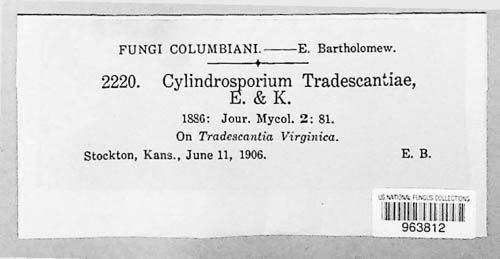 FUNGI COLUMBIANI.——E. Bartholomew.
2220. Cylindrosporium Tradescantiae,
E. & K.
1886: Jour. Mycol. 2: 81.
On Tradescantia Virginica.
Stockton, Kans., June 11, 1906. E. B.
US NATIONAL FUNGUS COLLECTIONS
963812